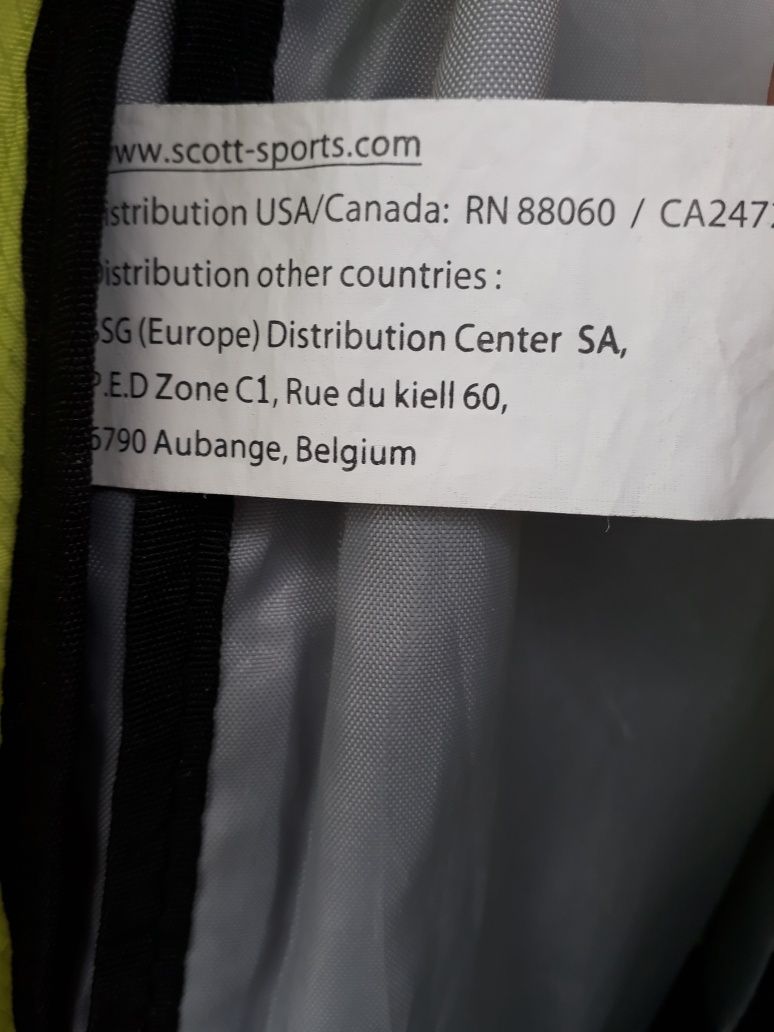 ww.scott-sports.com
istribution USA/Canada: RN 88060 / CA247
istribution other countries :
SG (Europe) Distribution Center SA,
.E.D Zone C1, Rue du kiell 60,
6790 Aubange, Belgium